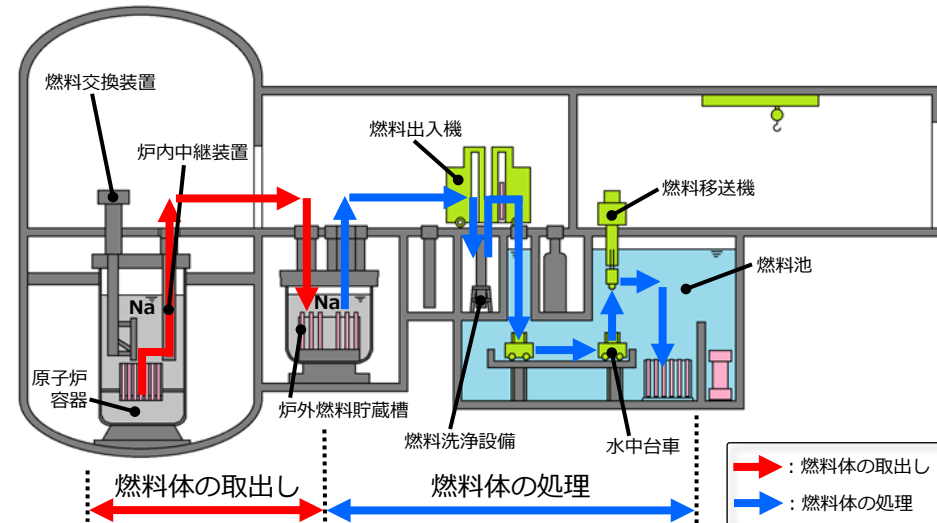 燃料交換装置
炉内中継装置
燃料出入機
燃料移送機
燃料池
Na
Na
原子炉
容器
炉外燃料貯蔵槽
燃料洗浄設備
水中台車
燃料体の取出し
燃料体の処理
：燃料体の取出し
：燃料体の処理